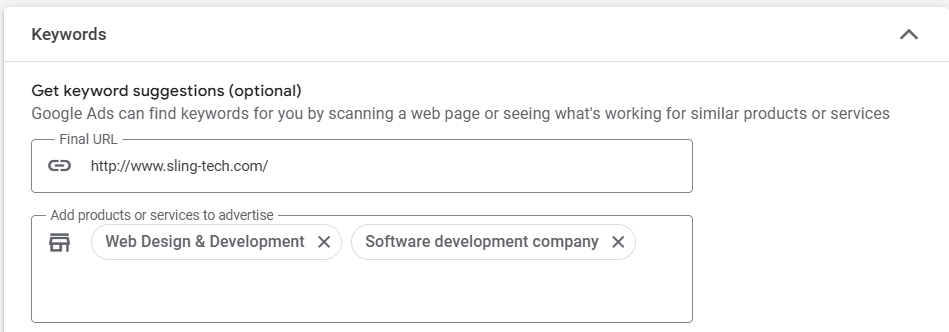 Keywords
Get keyword suggestions (optional)
Google Ads can find keywords for you by scanning a web page or seeing what's working for similar products or services
Final URL
http://www.sling-tech.com/
Add products or services to advertise
Web Design & Development Software development company